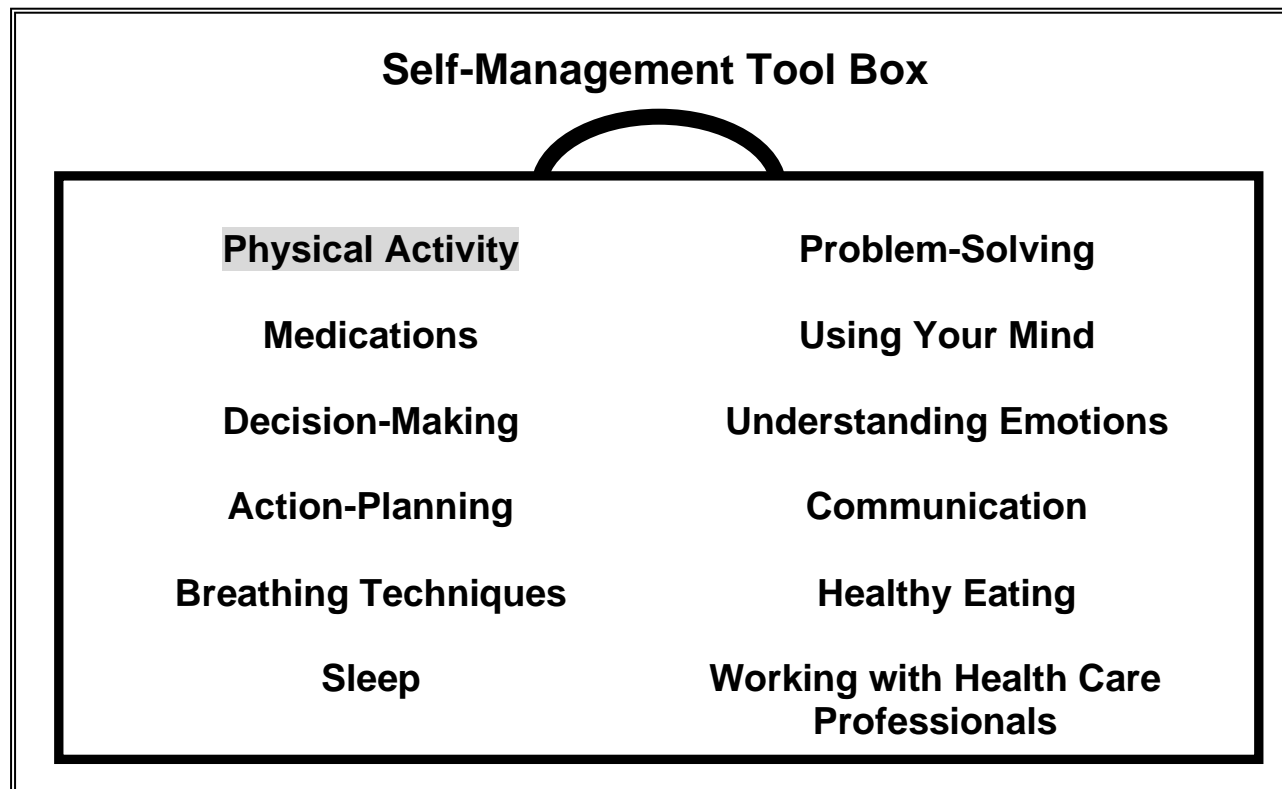 Self-Management Tool Box
Physical Activity
Problem-Solving
Medications
Using Your Mind
Decision-Making
Understanding Emotions
Action-Planning
Communication
Breathing Techniques
Healthy Eating
Sleep
Working with Health Care
Professionals